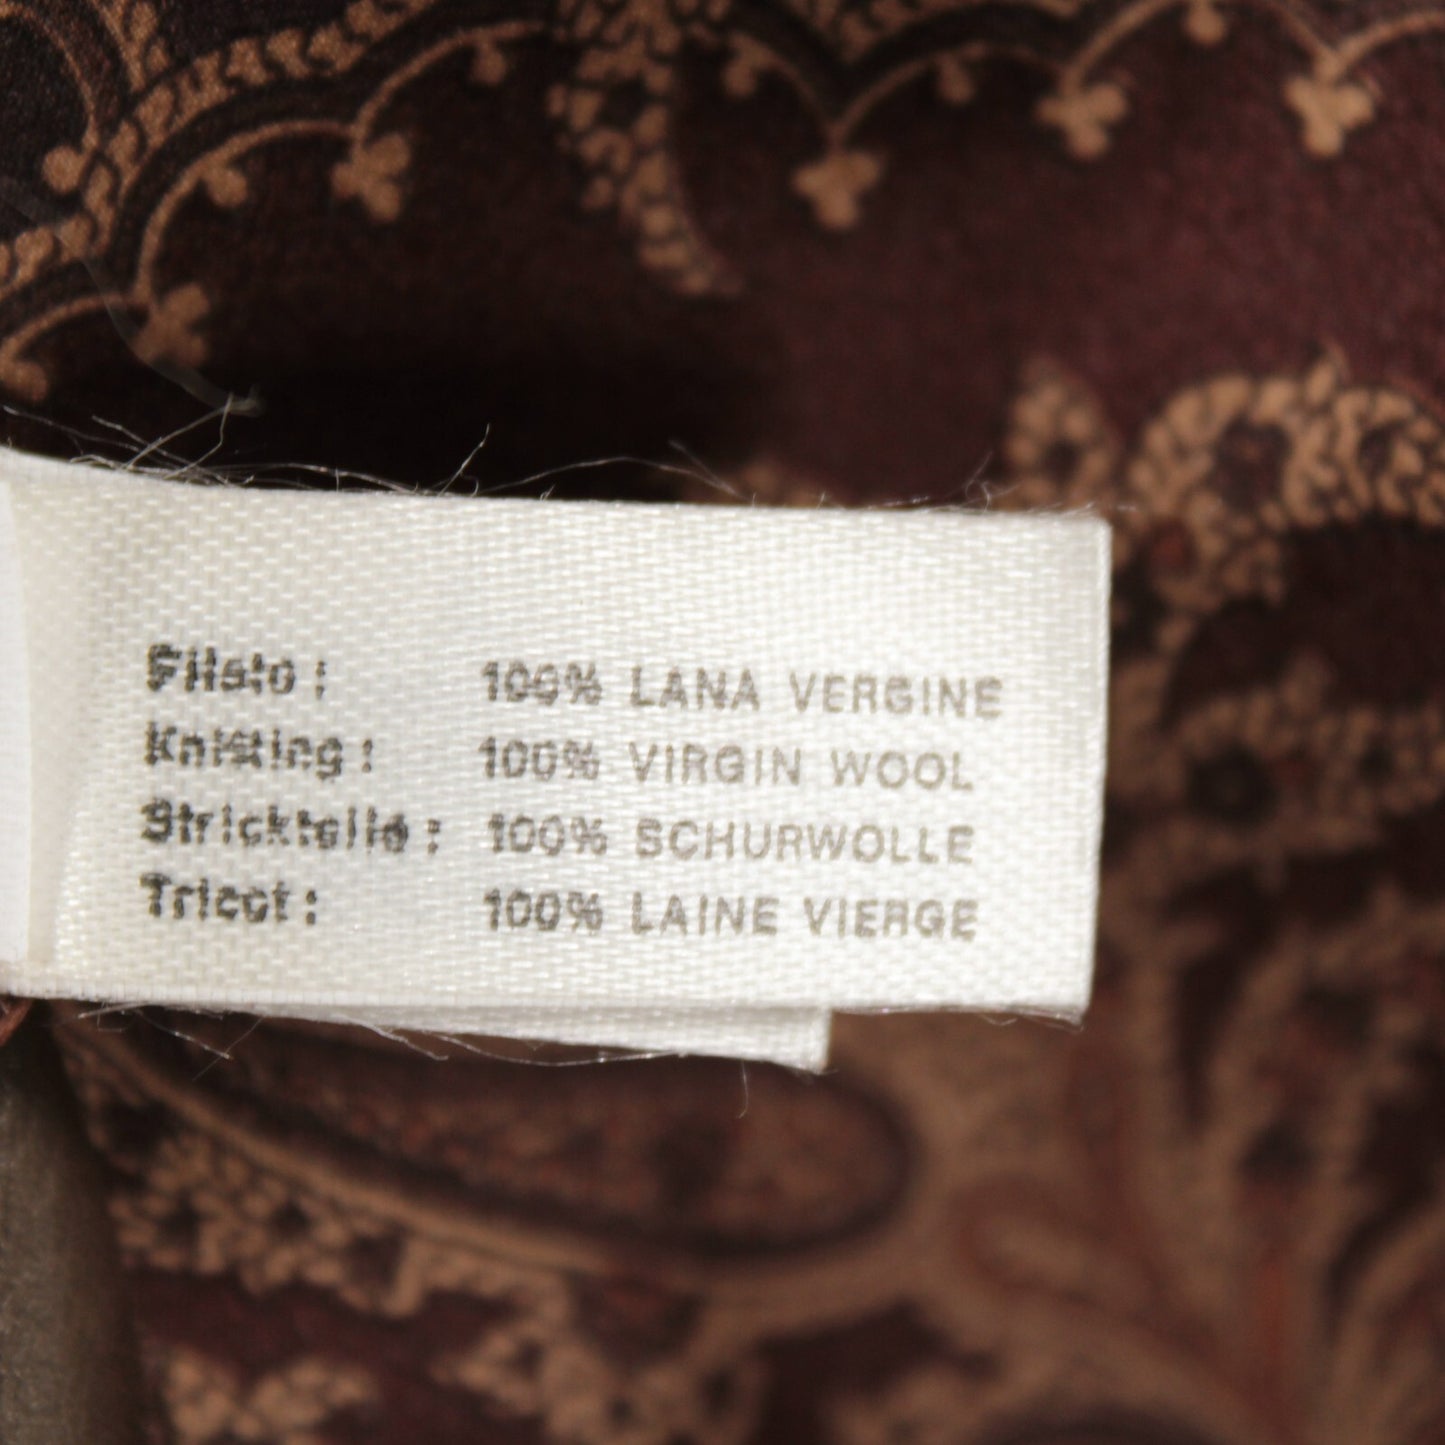 Filato: 100% LANA VERGINE
Knitting: 100% VIRGIN WOOL
Strickteile: 100% SCHURWOLLE
Tricot: 100% LAINE VIERGE